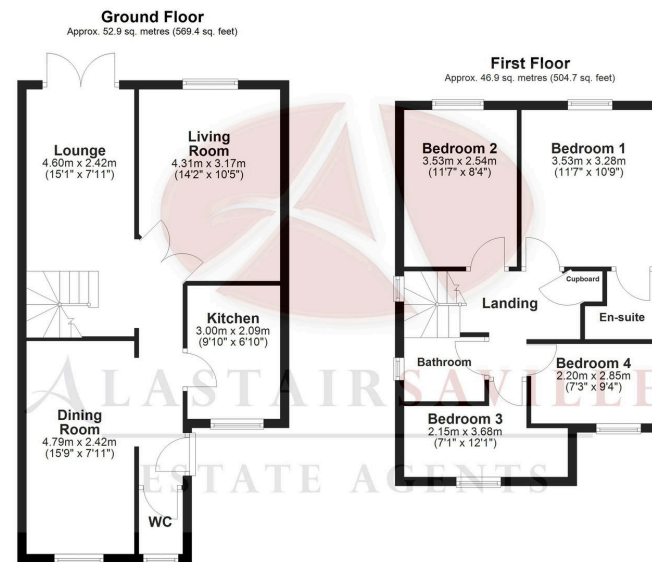 Ground Floor
Approx. 52.9 sq. metres (569.4 sq. feet)
Lounge
4.60m x 2.42m
(15'1" x 7'11")
Living
Room
4.31m x 3.17m
(14'2" x 10'5")
Kitchen
3.00m x 2.09m
(9'10" x 6'10")
Dining
Room
4.79m x 2.42m
(15'9" x 7'11")
WC
First Floor
Approx. 46.9 sq. metres (504.7 sq. feet)
Bedroom 2
3.53m x 2.54m
(11'7" x 8'4")
Bedroom 1
3.53m x 3.28m
(11'7" x 10'9")
Cupboard
Landing
En-suite
Bathroom
Bedroom 4
2.20m x 2.85m
(7'3" x 9'4")
Bedroom 3
2.15m x 3.68m
(7'1" x 12'1")
ALASTAIRSAVILLE
ESTATE AGENTS